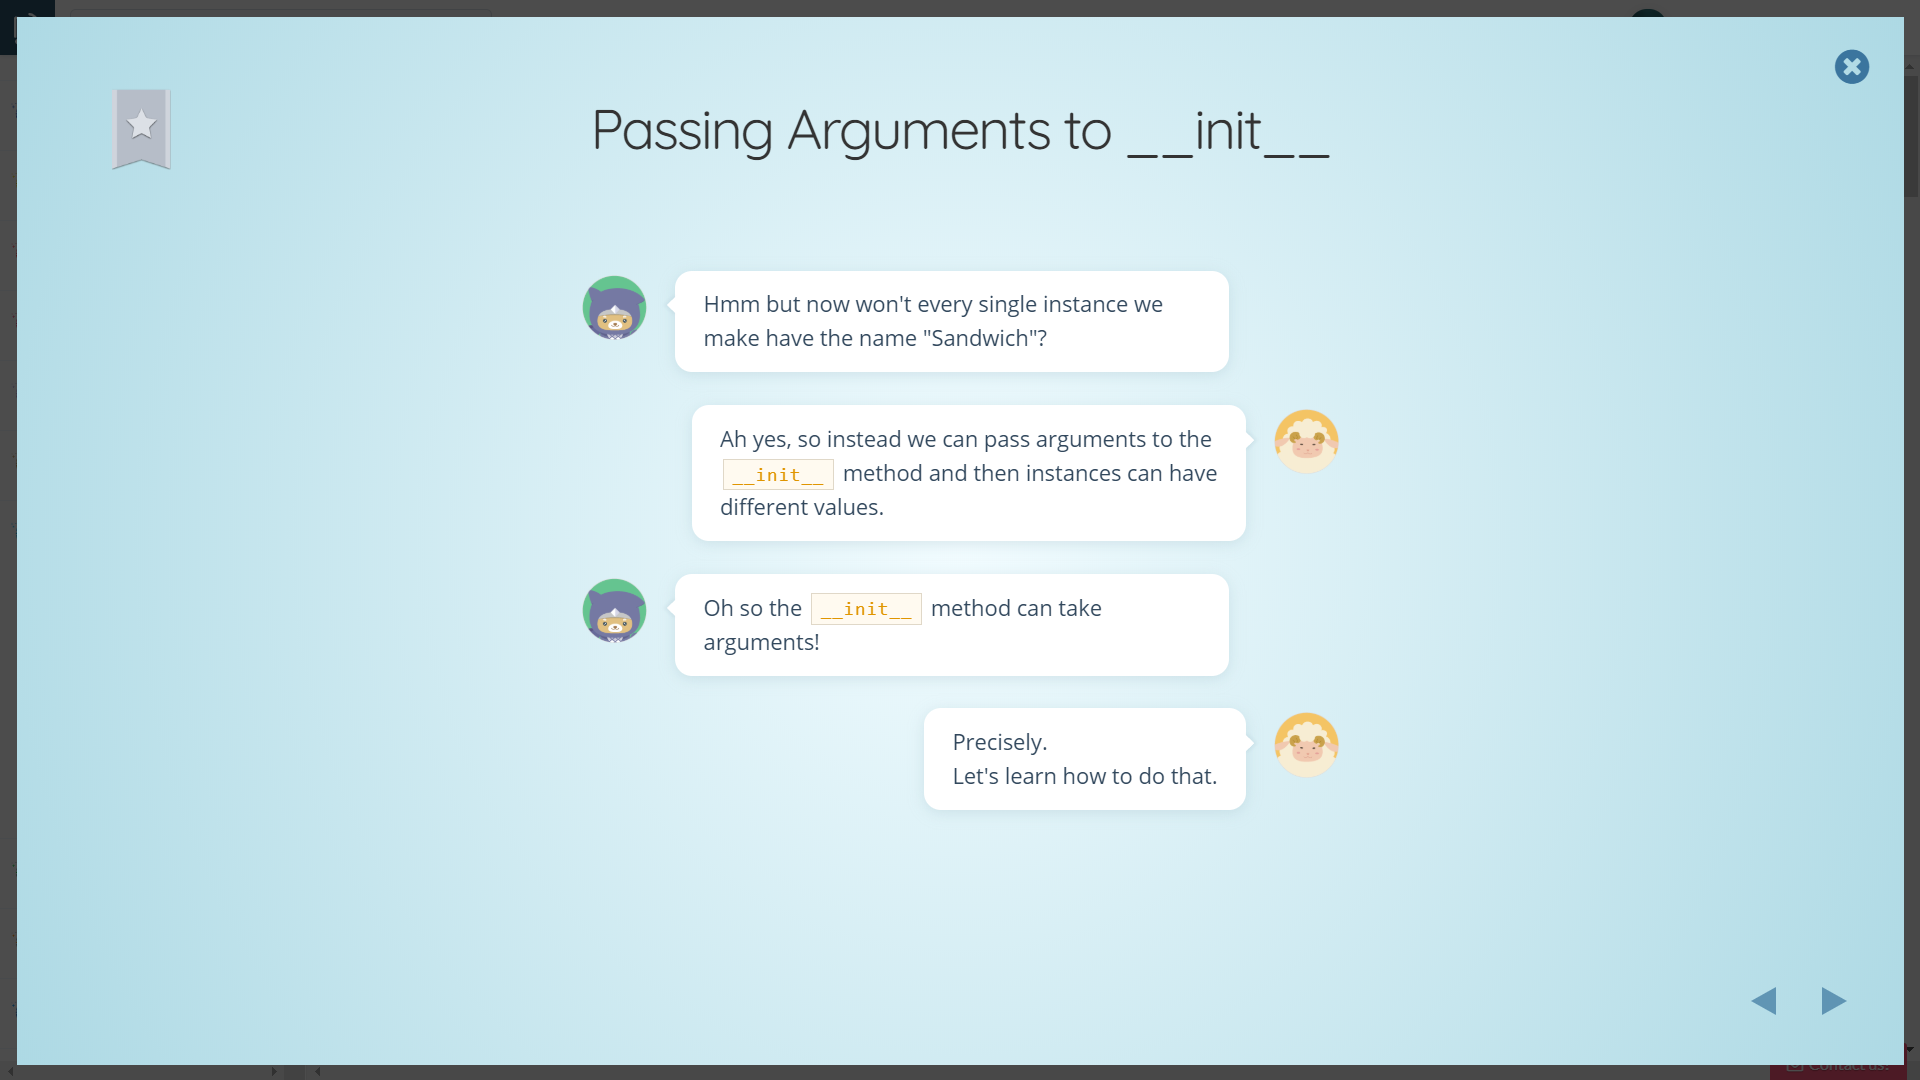 Passing Arguments to __init__
Hmm but now won't every single instance we
make have the name "Sandwich"?
Ah yes, so instead we can pass arguments to the
__init__ method and then instances can have
different values.
Oh so the __init__ method can take
arguments!
Precisely.
Let's learn how to do that.
Contact us!